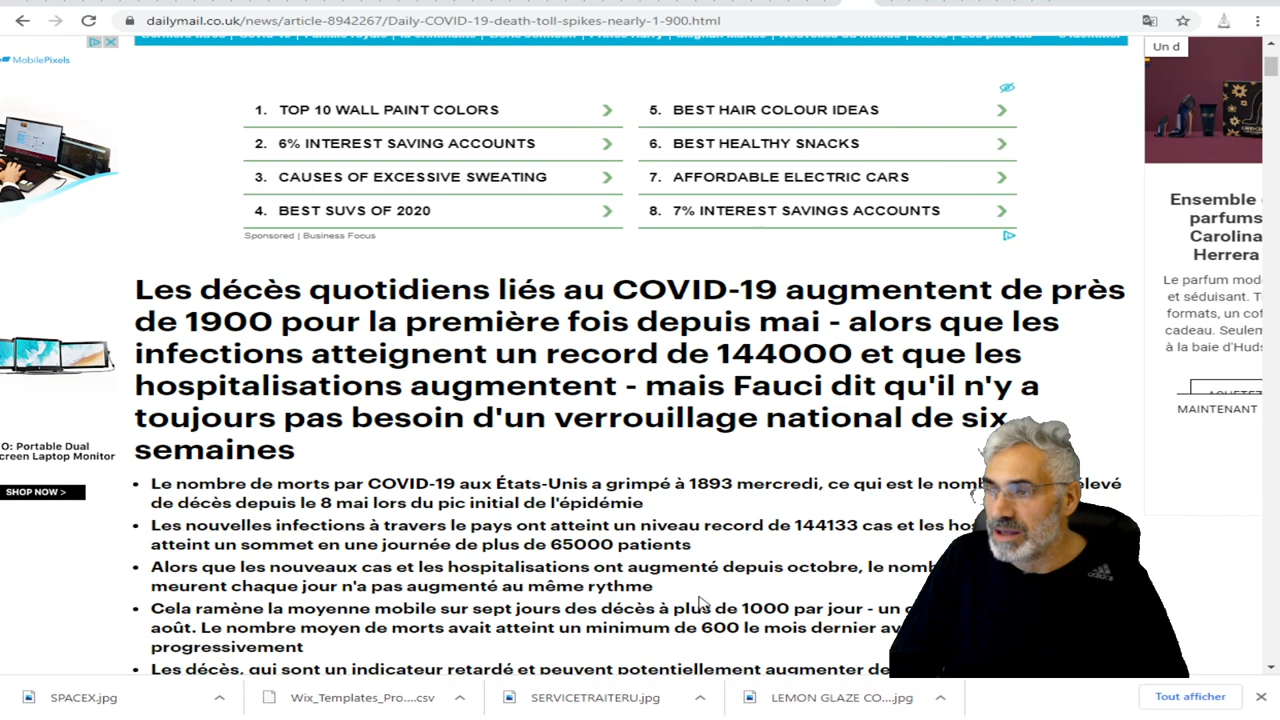 dailymail.co.uk/news/article-8942267/Daily-COVID-19-death-toll-spikes-nearly-1-900.html
MobilePixels
Un d
1. TOP 10 WALL PAINT COLORS
2. 6% INTEREST SAVING ACCOUNTS
3. CAUSES OF EXCESSIVE SWEATING
4. BEST SUVS OF 2020
5. BEST HAIR COLOUR IDEAS
6. BEST HEALTHY SNACKS
7. AFFORDABLE ELECTRIC CARS
8. 7% INTEREST SAVINGS ACCOUNTS
Sponsored | Business Focus
Ensemble
parfums
Carolina
Herrera
Le parfum mod
et séduisant. T
formats, un cof
cadeau. Seulem
à la baie d'Huds
MAINTENANT
Les décès quotidiens liés au COVID-19 augmentent de près
de 1900 pour la première fois depuis mai - alors que les
infections atteignent un record de 144000 et que les
hospitalisations augmentent - mais Fauci dit qu'il n'y a
toujours pas besoin d'un verrouillage national de six
semaines
O: Portable Dual
creen Laptop Monitor
SHOP NOW >
• Le nombre de morts par COVID-19 aux États-Unis a grimpé à 1893 mercredi, ce qui est le nom élevé
de décès depuis le 8 mai lors du pic initial de l'épidémie
• Les nouvelles infections à travers le pays ont atteint un niveau record de 144133 cas et les hos
atteint un sommet en une journée de plus de 65000 patients
• Alors que les nouveaux cas et les hospitalisations ont augmenté depuis octobre, le nomb
meurent chaque jour n'a pas augmenté au même rythme
• Cela ramène la moyenne mobile sur sept jours des décès à plus de 1000 par jour - un
août. Le nombre moyen de morts avait atteint un minimum de 600 le mois dernier av
progressivement
• Les décès, qui sont un indicateur retardé et peuvent potentiellement augmenter de
adidas
SPACEX.jpg
Wix_Templates_Pro....csv
SERVICETRAITERU.jpg
LEMON GLAZE CO....jpg
Tout afficher